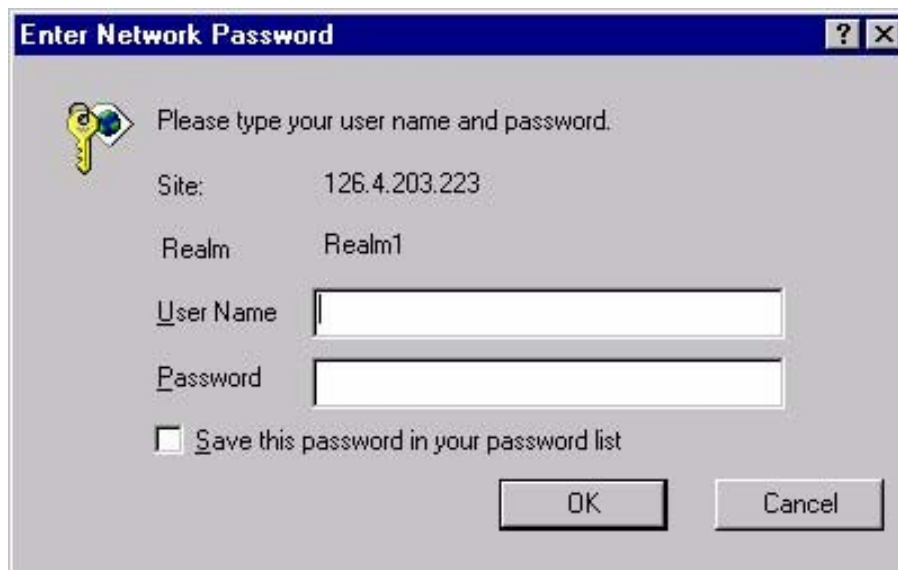 Enter Network Password
Please type your user name and password.
Site: 126.4.203.223
Realm Realm1
User Name
Password
Save this password in your password list
OK Cancel